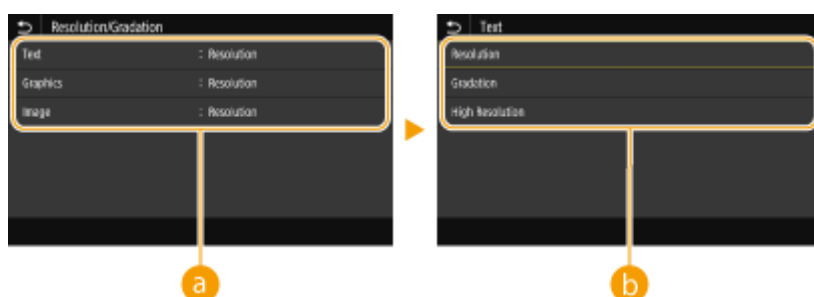 Resolution/Gradation
Text : Resolution
Graphics : Resolution
Image : Resolution
a
Text
Resolution
Gradation
High Resolution
b